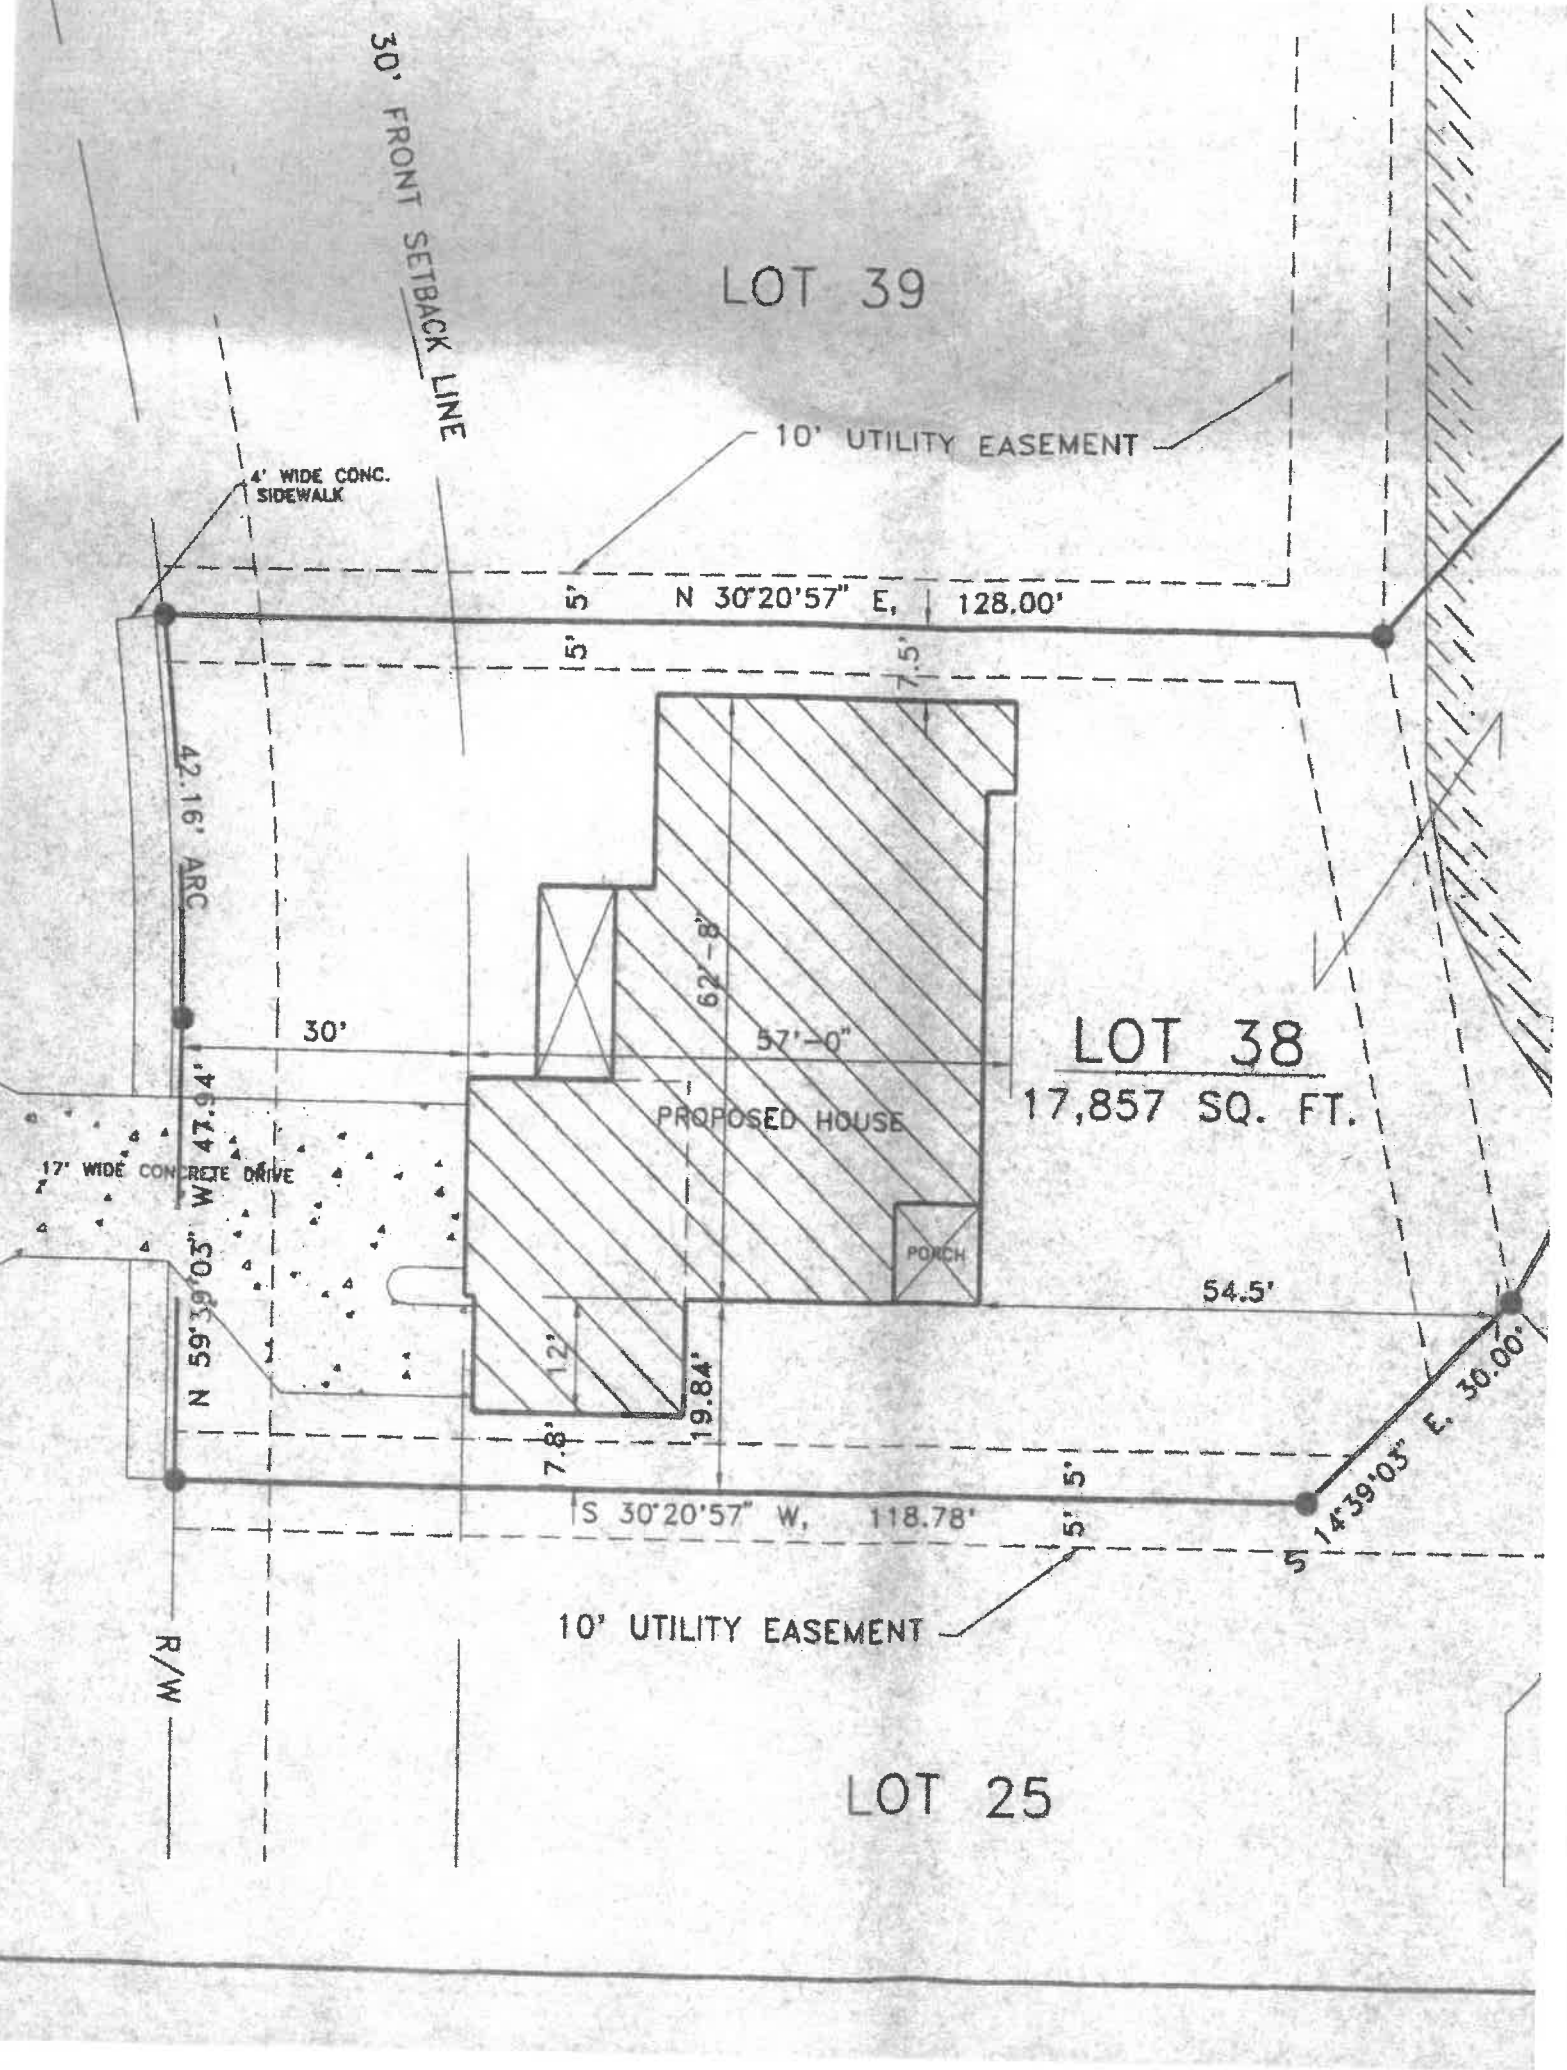 30' FRONT SETBACK LINE
LOT 39
10' UTILITY EASEMENT
4' WIDE CONC.
SIDEWALK
5'
N 30°20'57" E, 128.00'
5'
7.5'
42.16' ARC
62'-8"
30'
57'-0"
LOT 38
17,857 SQ. FT.
PROPOSED HOUSE
17' WIDE CONCRETE DRIVE
N 59°39'03" W 47.94'
PORCH
54.5'
12'
19.84'
7.8'
S 14°39'03" E, 30.00'
5'
S 30°20'57" W, 118.78'
5'
10' UTILITY EASEMENT
R/W
LOT 25